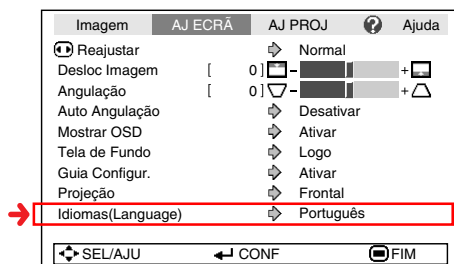 Imagem AJ ECRÃ AJ PROJ ? Ajuda
Reajustar Normal
Desloc Imagem [ 0 ] - +
Angulação [ 0 ] - +
Auto Angulação Desativar
Mostrar OSD Ativar
Tela de Fundo Logo
Guia Configur. Ativar
Projeção Frontal
Idiomas(Language) Português
SEL/AJU CONF FIM